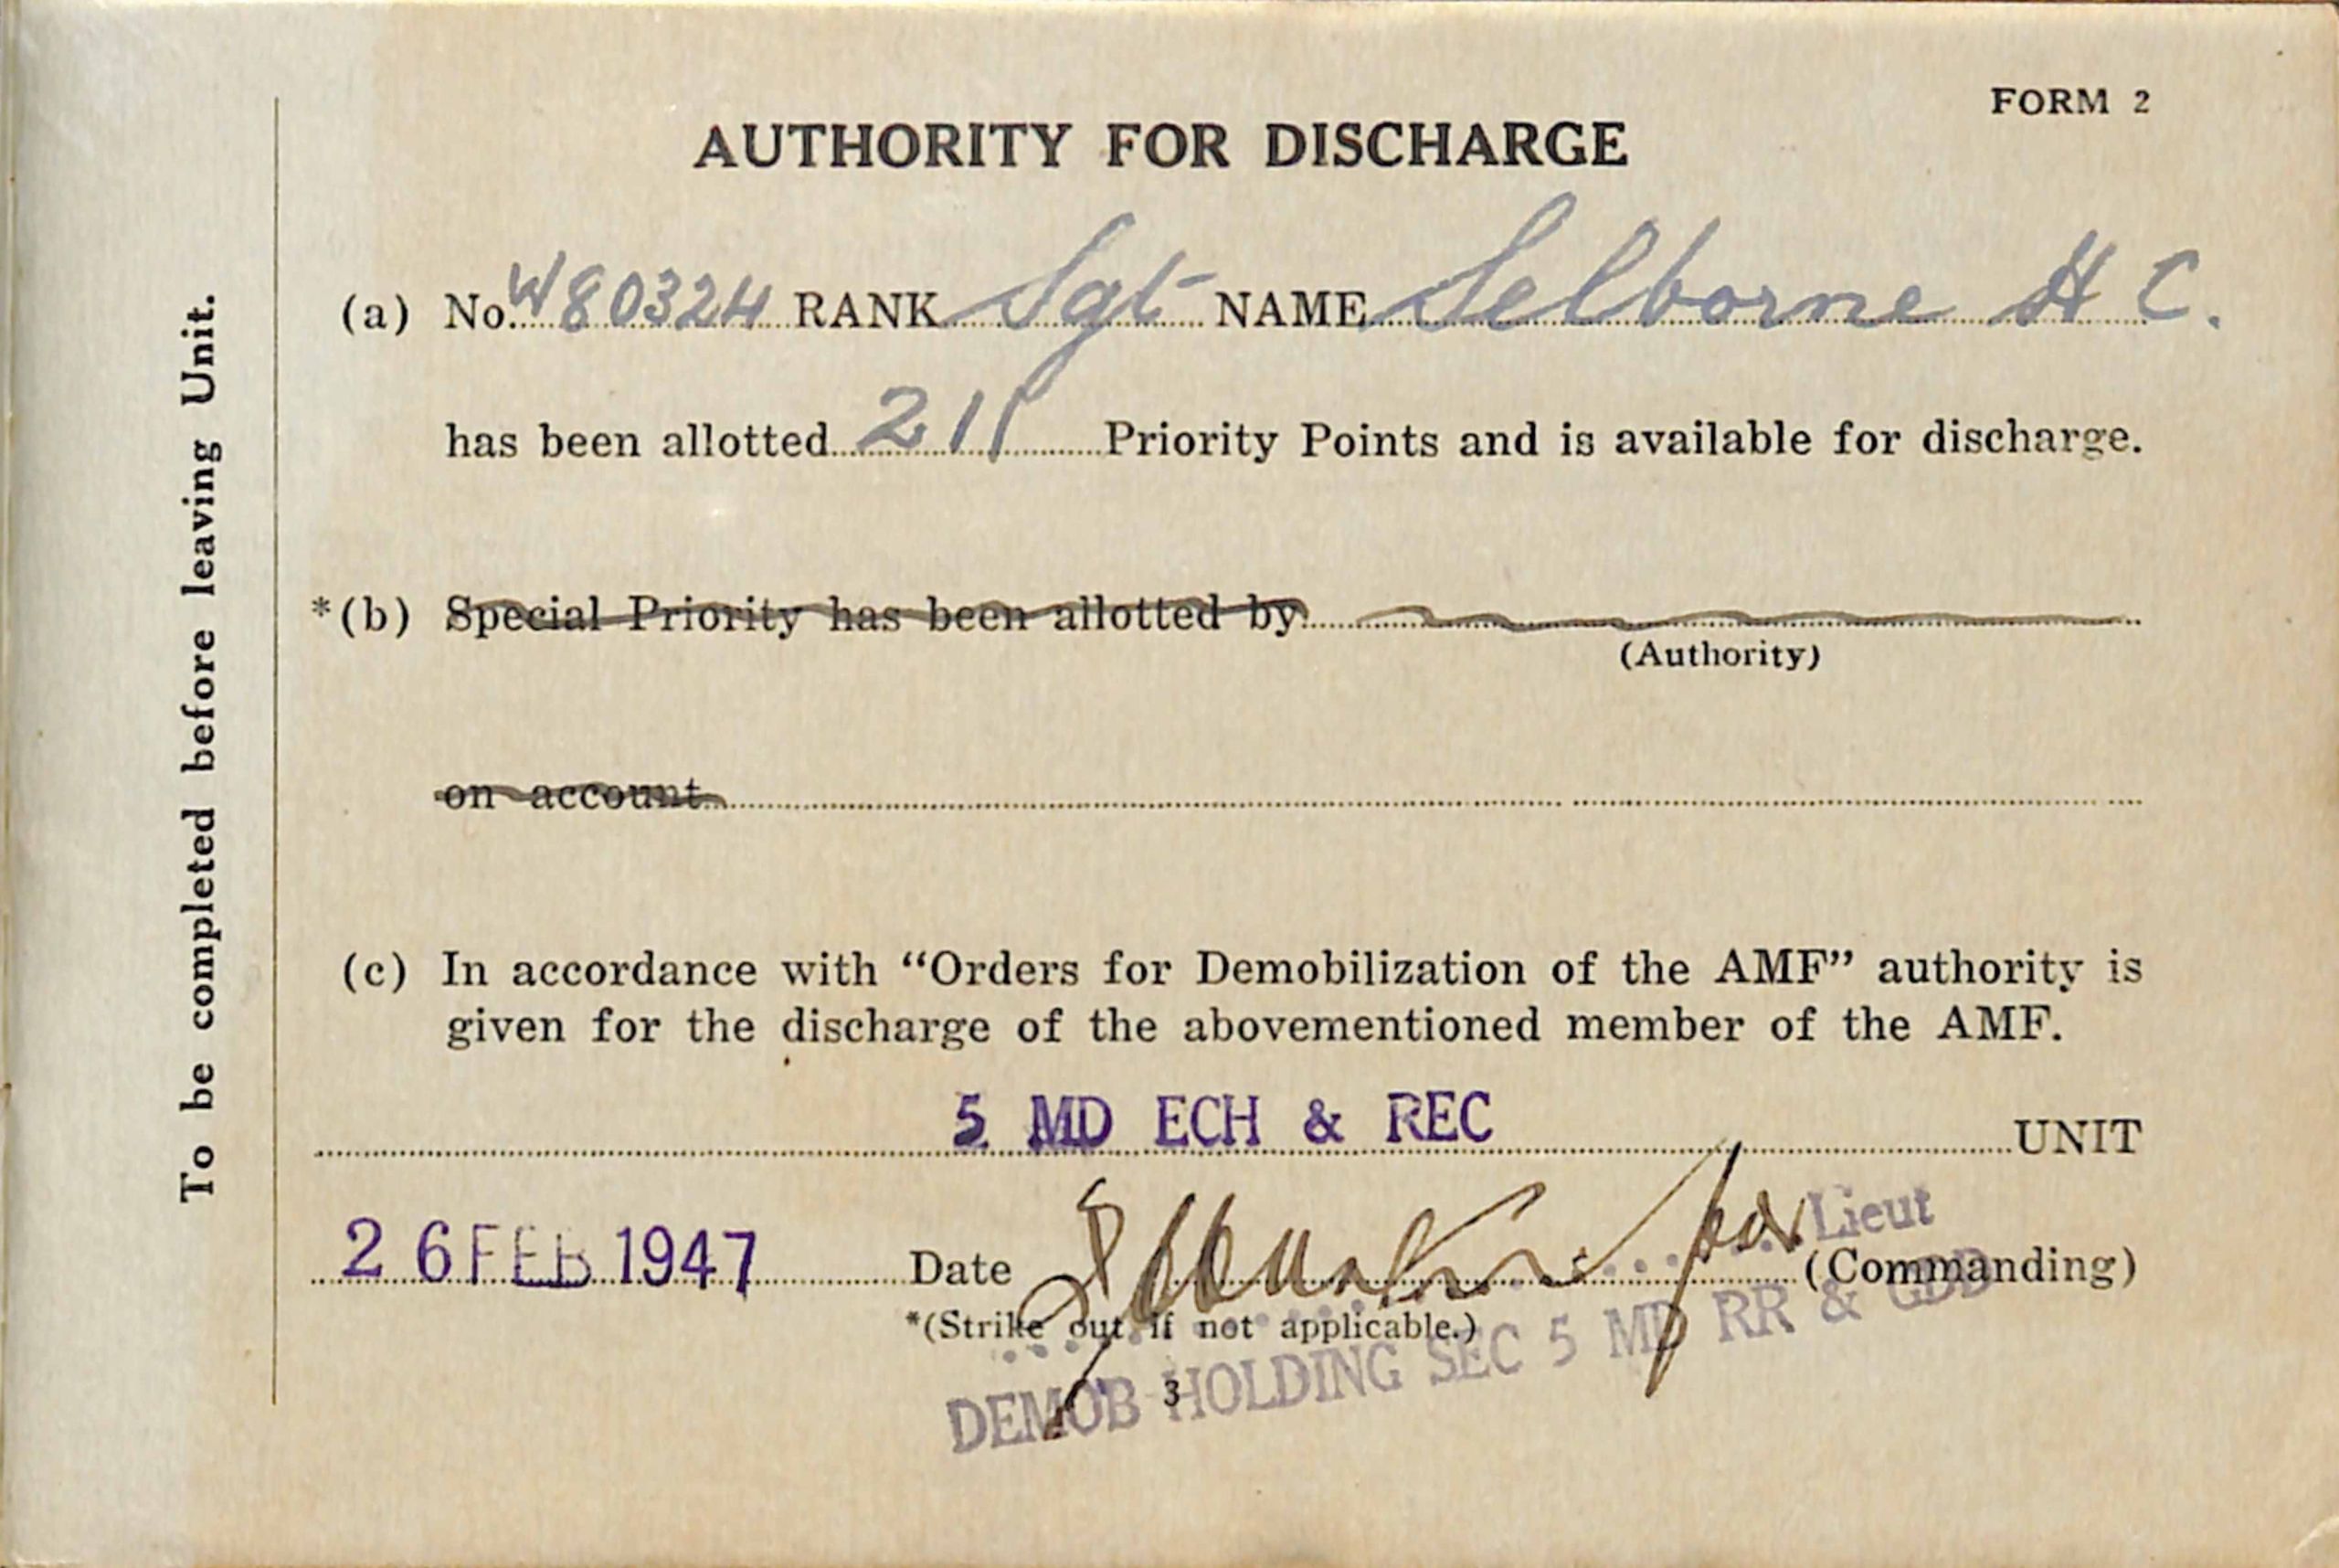 FORM 2
AUTHORITY FOR DISCHARGE
To be completed before leaving Unit.
(a) No. W80324 RANK Sgt NAME Selborne H C.
has been allotted 211 Priority Points and is available for discharge.
*(b) Special Priority has been allotted by
(Authority)
on account
(c) In accordance with “Orders for Demobilization of the AMF” authority is
given for the discharge of the abovementioned member of the AMF.
5 MD ECH & REC UNIT
26 FEB 1947 Date for Lieut
(Commanding)
*(Strike out if not applicable.)
DEMOB HOLDING SEC 5 MD RR & GDD
3